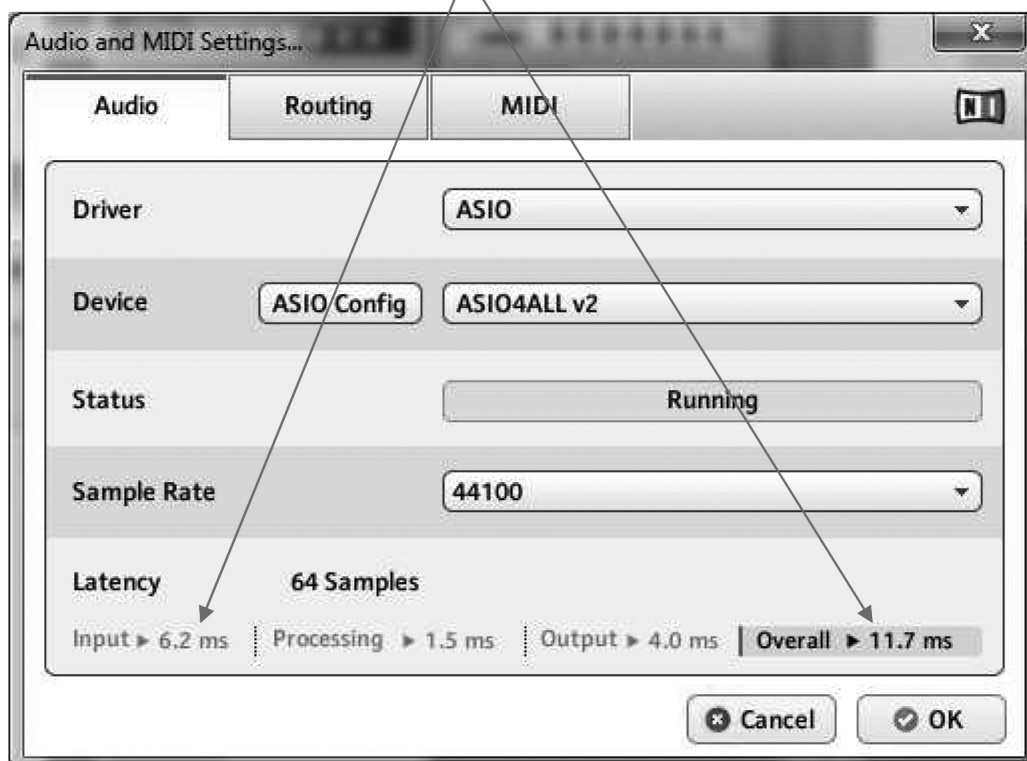 Audio and MIDI Settings...
Audio Routing MIDI NI
Driver ASIO
Device ASIO Config ASIO4ALL v2
Status Running
Sample Rate 44100
Latency 64 Samples
Input ▶ 6.2 ms Processing ▶ 1.5 ms Output ▶ 4.0 ms Overall ▶ 11.7 ms
Cancel OK